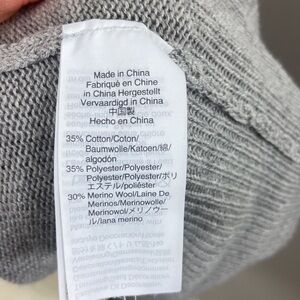 Made in China
Fabriqué en Chine
in China Hergestellt
Vervaardigd in China
中国製
Hecho en China
35% Cotton/Coton/
Baumwolle/Katoen/綿/
algodón
35% Polyester/Polyester/
Polyester/Polyester/ポリ
エステル/poliéster
30% Merino Wool/Laine De
Merinos/Merinowolle/
Merinowol/メリノウー
ル/lana merino